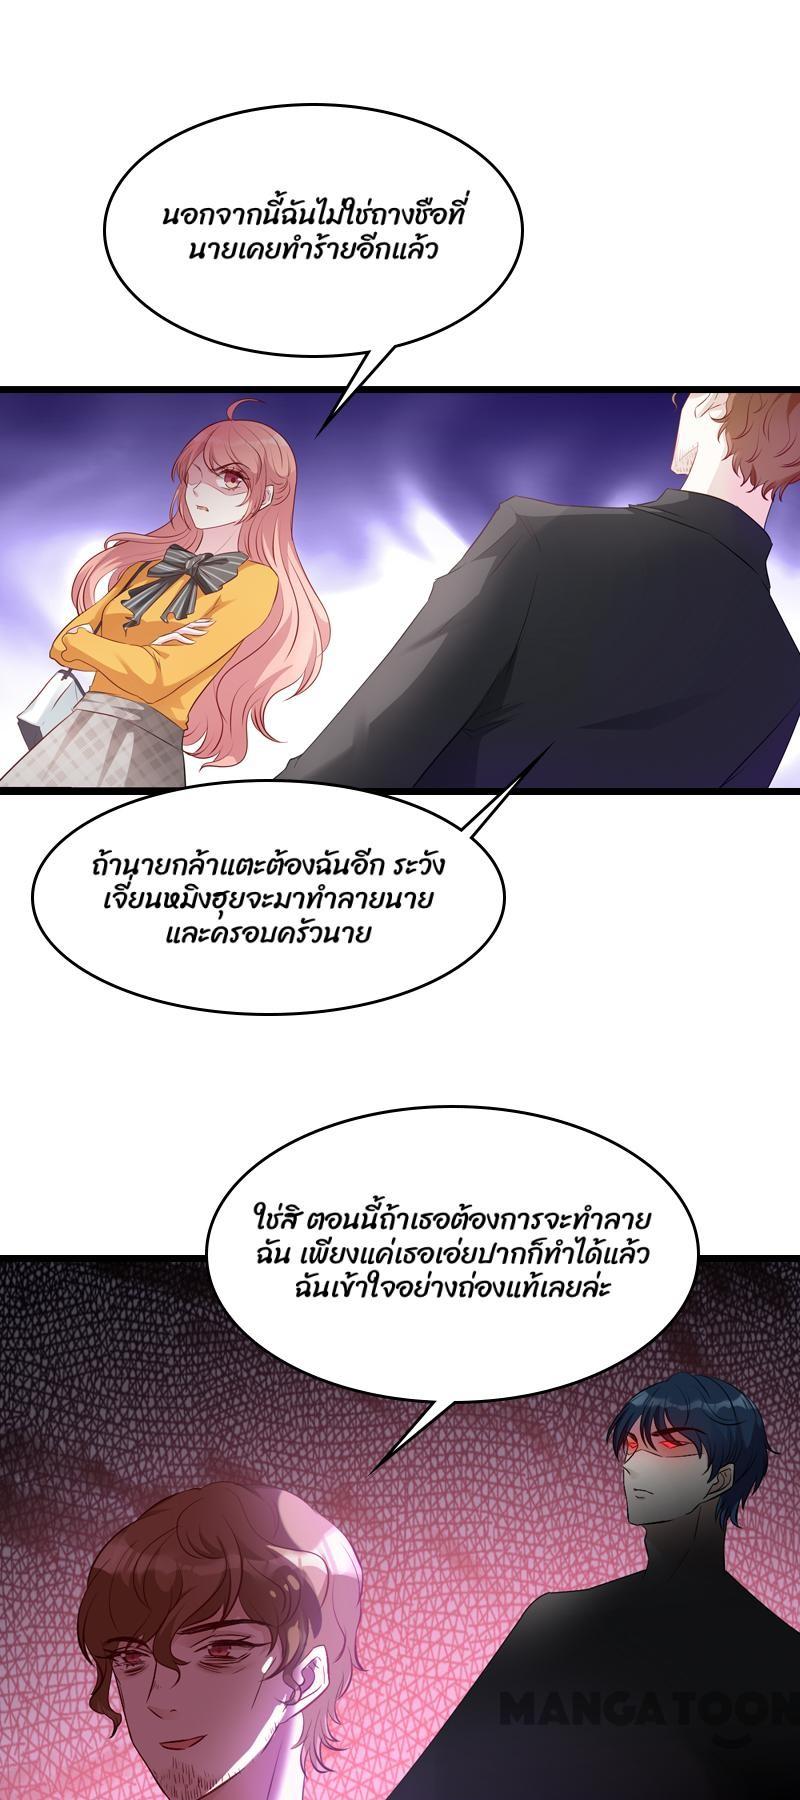 นอกจากนี้ฉันไม่ใช่ถางชือที่
นายเคยทำร้ายอีกแล้ว
ถ้านายกล้าแตะต้องฉันอีก ระวัง
เจี่ยนหมิงฮุยจะมาทำลายนาย
และครอบครัวนาย
ใช่สิ ตอนนี้ถ้าเธอต้องการจะทำลาย
ฉัน เพียงแค่เธอเอ่ยปากก็ทำได้แล้ว
ฉันเข้าใจอย่างถ่องแท้เลยล่ะ
MANGATOON